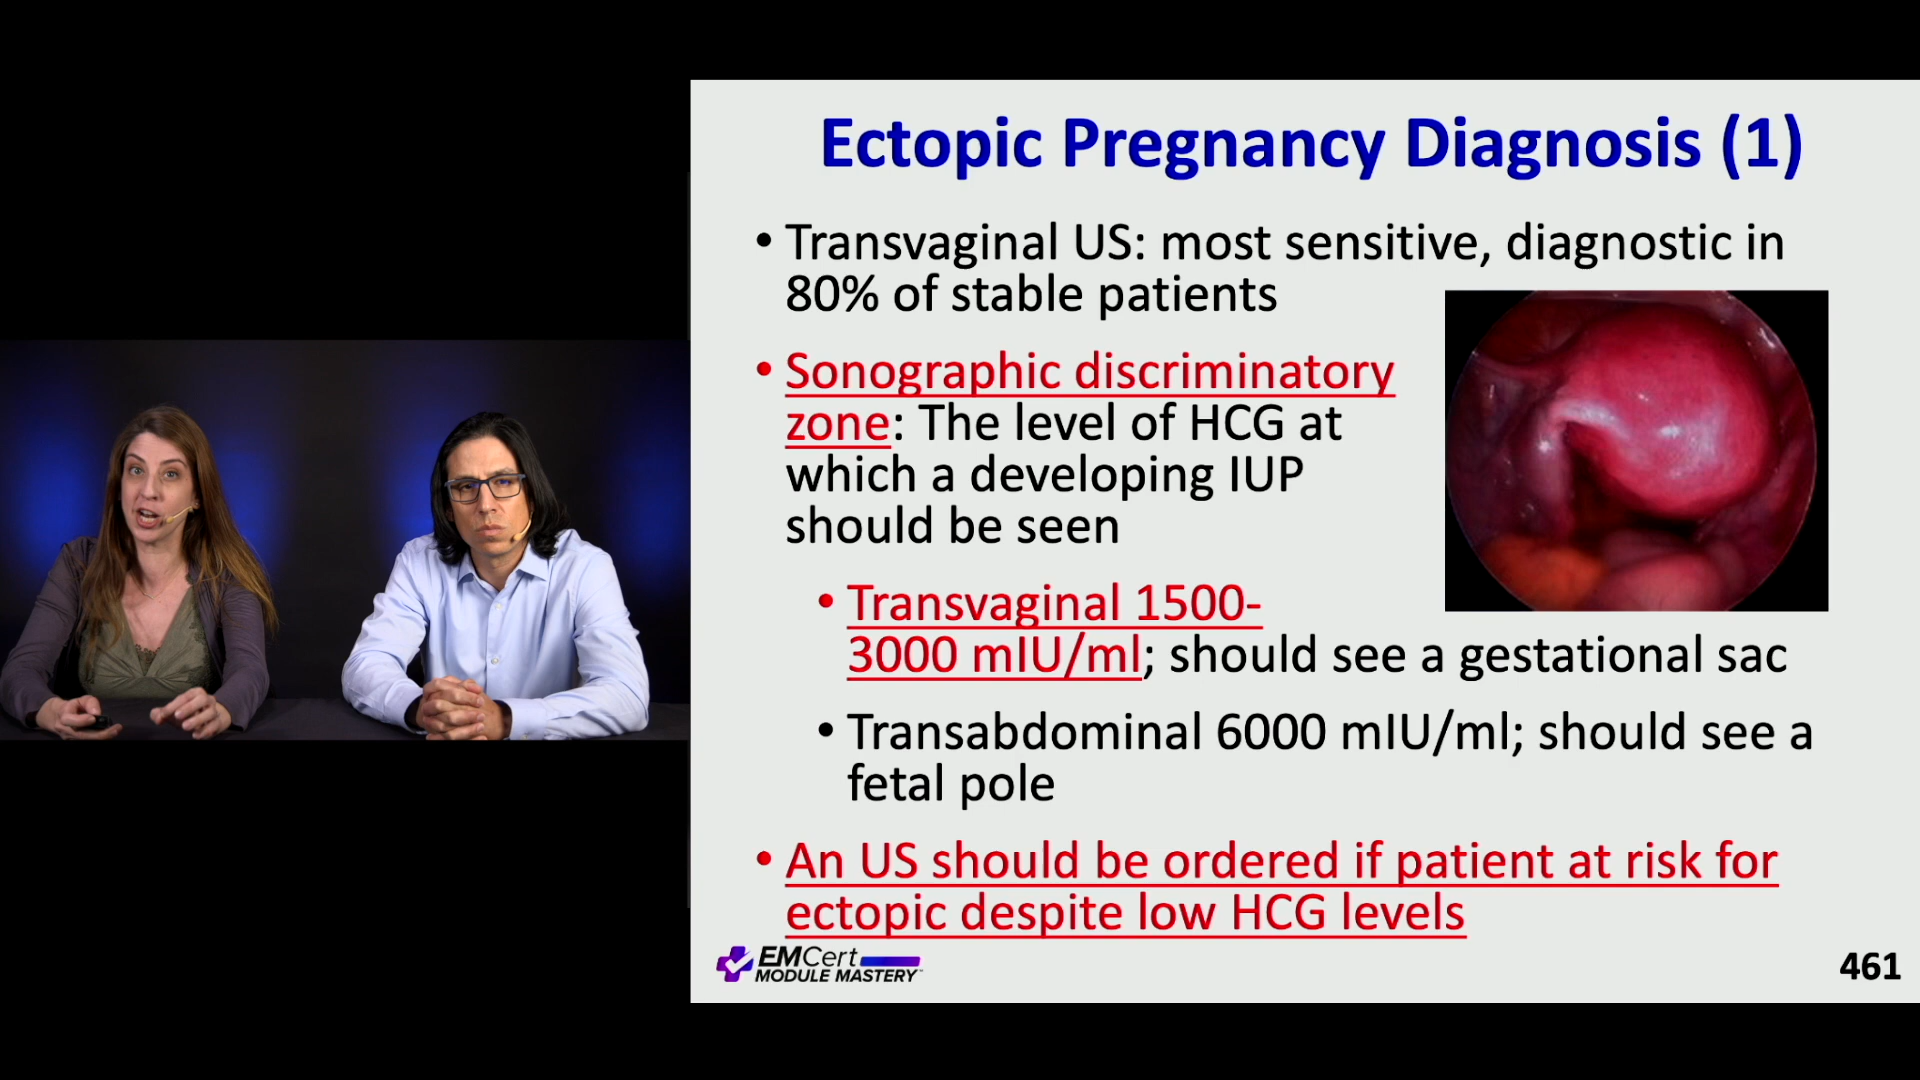 Ectopic Pregnancy Diagnosis (1)
• Transvaginal US: most sensitive, diagnostic in
80% of stable patients
• Sonographic discriminatory
zone: The level of HCG at
which a developing IUP
should be seen
• Transvaginal 1500-
3000 mIU/ml; should see a gestational sac
• Transabdominal 6000 mIU/ml; should see a
fetal pole
• An US should be ordered if patient at risk for
ectopic despite low HCG levels
EMCert
MODULE MASTERY
461